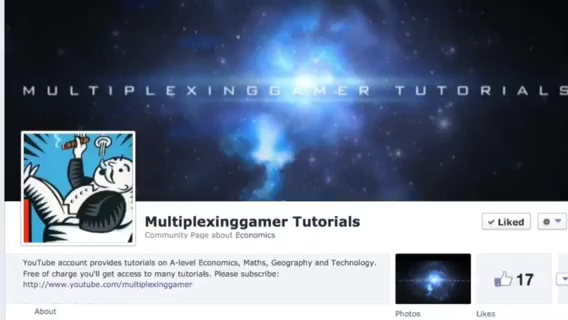 MULTIPLEXINGGAMER TUTORIALS
Multiplexinggamer Tutorials
Community Page about Economics
Liked
YouTube account provides tutorials on A-level Economics, Maths, Geography and Technology.
Free of charge you'll get access to many tutorials. Please subscribe:
http://www.youtube.com/multiplexinggamer
17
About
Photos
Likes